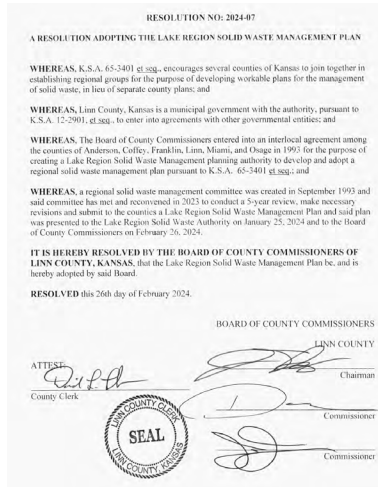 RESOLUTION NO: 2024-07
A RESOLUTION ADOPTING THE LAKE REGION SOLID WASTE MANAGEMENT PLAN
WHEREAS, K.S.A. 65-3401 et seq., encourages several counties of Kansas to join together in
establishing regional groups for the purpose of developing workable plans for the management
of solid waste, in lieu of separate county plans; and
WHEREAS, Linn County, Kansas is a municipal government with the authority, pursuant to
K.S.A. 12-2901, et seq., to enter into agreements with other governmental entities; and
WHEREAS, The Board of County Commissioners entered into an interlocal agreement among
the counties of Anderson, Coffey, Franklin, Linn, Miami, and Osage in 1993 for the purpose of
creating a Lake Region Solid Waste Management planning authority to develop and adopt a
regional solid waste management plan pursuant to K.S.A. 65-3401 et seq.; and
WHEREAS, a regional solid waste management committee was created in September 1993 and
said committee has met and reconvened in 2023 to conduct a 5-year review, make necessary
revisions and submit to the counties a Lake Region Solid Waste Management Plan and said plan
was presented to the Lake Region Solid Waste Authority on January 25, 2024 and to the Board
of County Commissioners on February 26, 2024.
IT IS HEREBY RESOLVED BY THE BOARD OF COUNTY COMMISSIONERS OF
LINN COUNTY, KANSAS, that the Lake Region Solid Waste Management Plan be, and is
hereby adopted by said Board.
RESOLVED this 26th day of February 2024.
BOARD OF COUNTY COMMISSIONERS
LINN COUNTY
ATTEST:
Chairman
County Clerk
Commissioner
LINN COUNTY CLERK
SEAL
LINN COUNTY, KANSAS
Commissioner